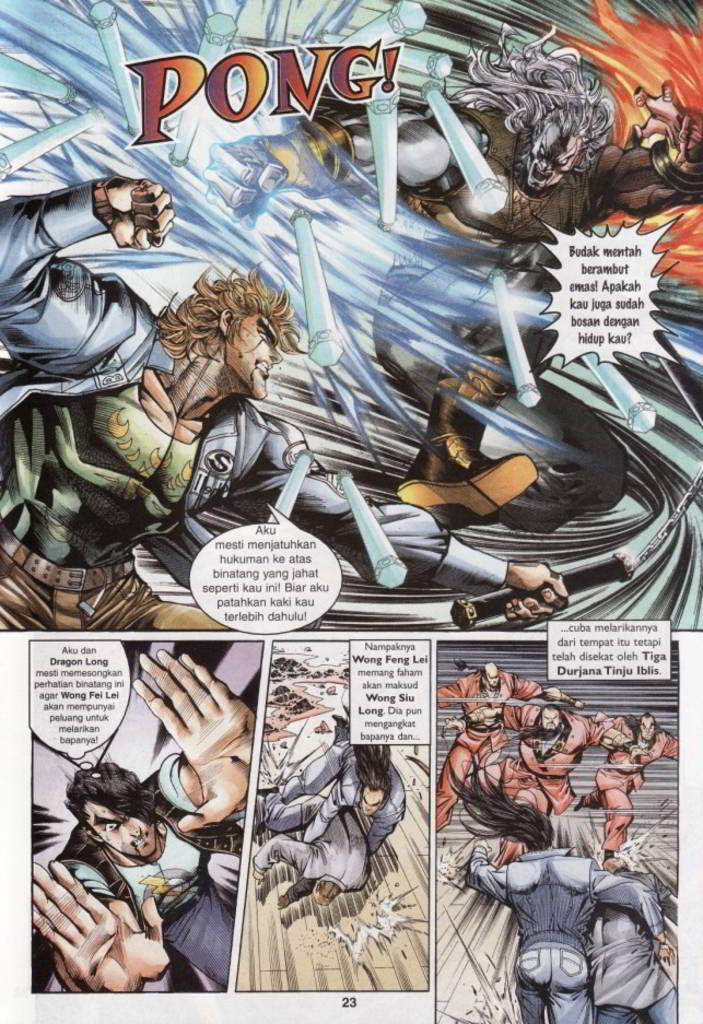 PONG!
Budak mentah
berambut
emas! Apakah
kau juga sudah
bosan dengan
hidup kau?
Aku
mesti menjatuhkan
hukuman ke atas
binatang yang jahat
seperti kau ini! Biar aku
patahkan kaki kau
terlebih dahulu!
Aku dan
Dragon Long
mesti memesongkan
perhatian binatang ini
agar Wong Fei Lei
akan mempunyai
peluang untuk
melarikan
bapanya!
Nampaknya
Wong Feng Lei
memang faham
akan maksud
Wong Siu
Long. Dia pun
mengangkat
bapanya dan...
...cuba melarikannya
dari tempat itu tetapi
telah disekat oleh Tiga
Durjana Tinju Iblis.
23